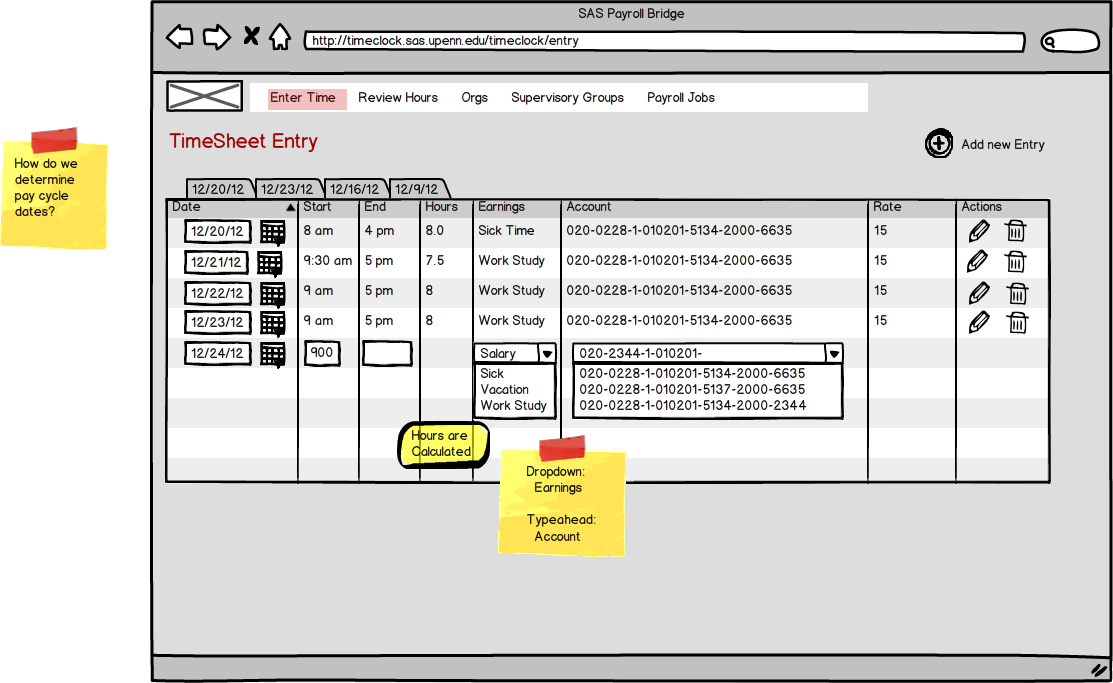 SAS Payroll Bridge
http://timeclock.sas.upenn.edu/timeclock/entry
Enter Time Review Hours Orgs Supervisory Groups Payroll Jobs
TimeSheet Entry
Add new Entry
How do we
determine
pay cycle
dates?
12/20/12 12/23/12 12/16/12 12/9/12
Date Start End Hours Earnings Account Rate Actions
12/20/12 8 am 4 pm 8.0 Sick Time 020-0228-1-010201-5134-2000-6635 15
12/21/12 9:30 am 5 pm 7.5 Work Study 020-0228-1-010201-5134-2000-6635 15
12/22/12 9 am 5 pm 8 Work Study 020-0228-1-010201-5134-2000-6635 15
12/23/12 9 am 5 pm 8 Work Study 020-0228-1-010201-5134-2000-6635 15
12/24/12 900 Salary 020-2344-1-010201-
Sick 020-0228-1-010201-5134-2000-6635
Vacation 020-0228-1-010201-5137-2000-6635
Work Study 020-0228-1-010201-5134-2000-2344
Hours are
Calculated
Dropdown:
Earnings
Typeahead:
Account